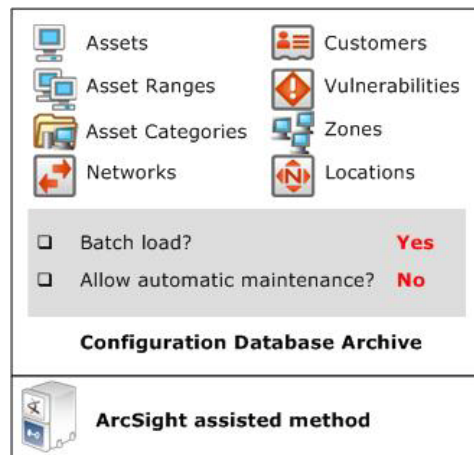 Assets
Customers
Asset Ranges
Vulnerabilities
Asset Categories
Zones
Networks
N
Locations
Batch load? Yes
Allow automatic maintenance? No
Configuration Database Archive
ArcSight assisted method